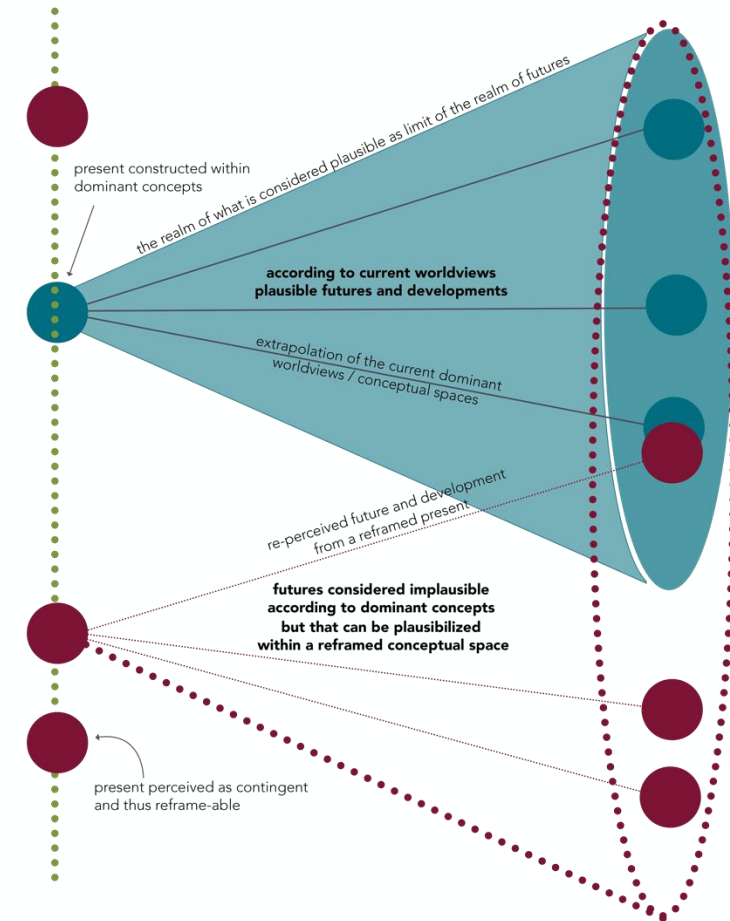 the realm of what is considered plausible as limit of the realm of futures
present constructed within
dominant concepts
according to current worldviews
plausible futures and developments
extrapolation of the current dominant
worldviews / conceptual spaces
re-perceived future and development
from a reframed present
futures considered implausible
according to dominant concepts
but that can be plausibilized
within a reframed conceptual space
present perceived as contingent
and thus reframe-able